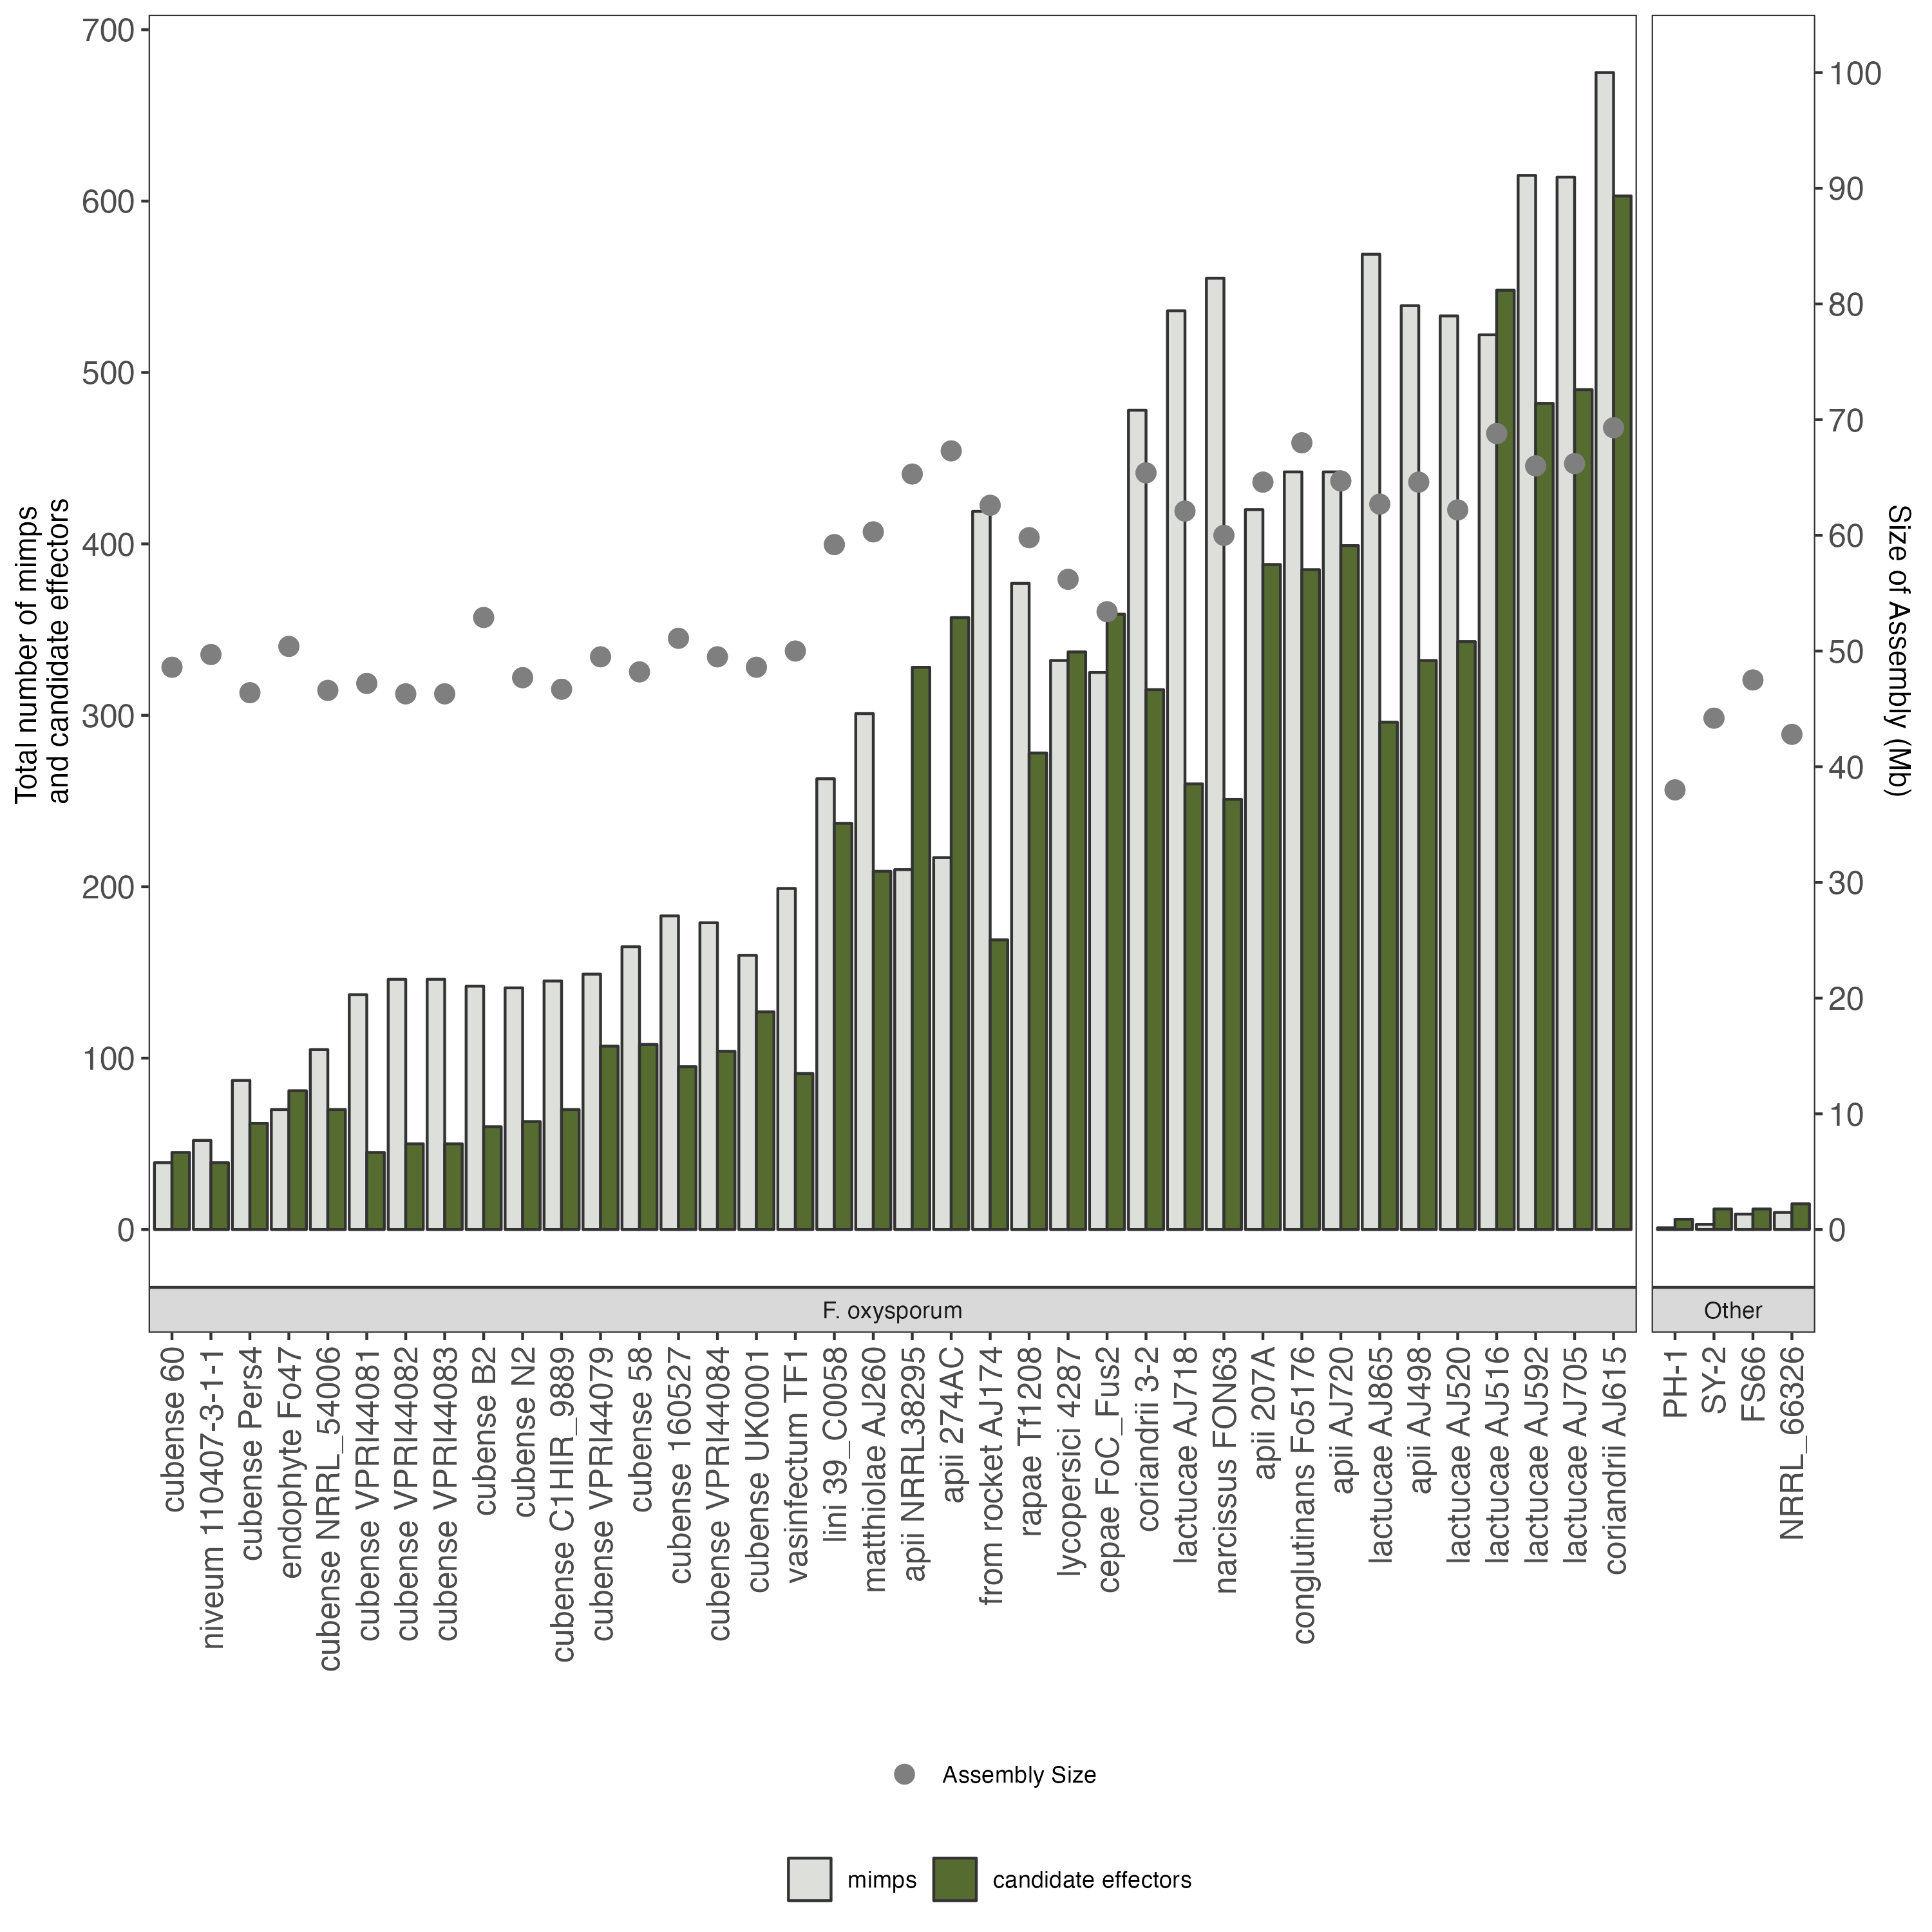 700
600
500
400
300
200
100
0
Total number of mimps
and candidate effectors
100
90
80
70
60
50
40
30
20
10
0
Size of Assembly (Mb)
F. oxysporum
Other
cubense 60
niveum 110407-3-1-1
cubense Pers4
endophyte Fo47
cubense NRRL_54006
cubense VPRI44081
cubense VPRI44082
cubense VPRI44083
cubense B2
cubense N2
cubense C1HIR_9889
cubense VPRI44079
cubense 58
cubense 160527
cubense VPRI44084
cubense UK0001
vasinfectum TF1
lini 39_C0058
matthiolae AJ260
apii NRRL38295
apii 274AC
from rocket AJ174
rapae Tf1208
lycopersici 4287
cepae FoC_Fus2
coriandrii 3-2
lactucae AJ718
narcissus FON63
apii 207A
conglutinans Fo5176
apii AJ720
lactucae AJ865
apii AJ498
lactucae AJ520
lactucae AJ516
lactucae AJ592
lactucae AJ705
coriandrii AJ615
PH-1
SY-2
FS66
NRRL_66326
Assembly Size
mimps
candidate effectors